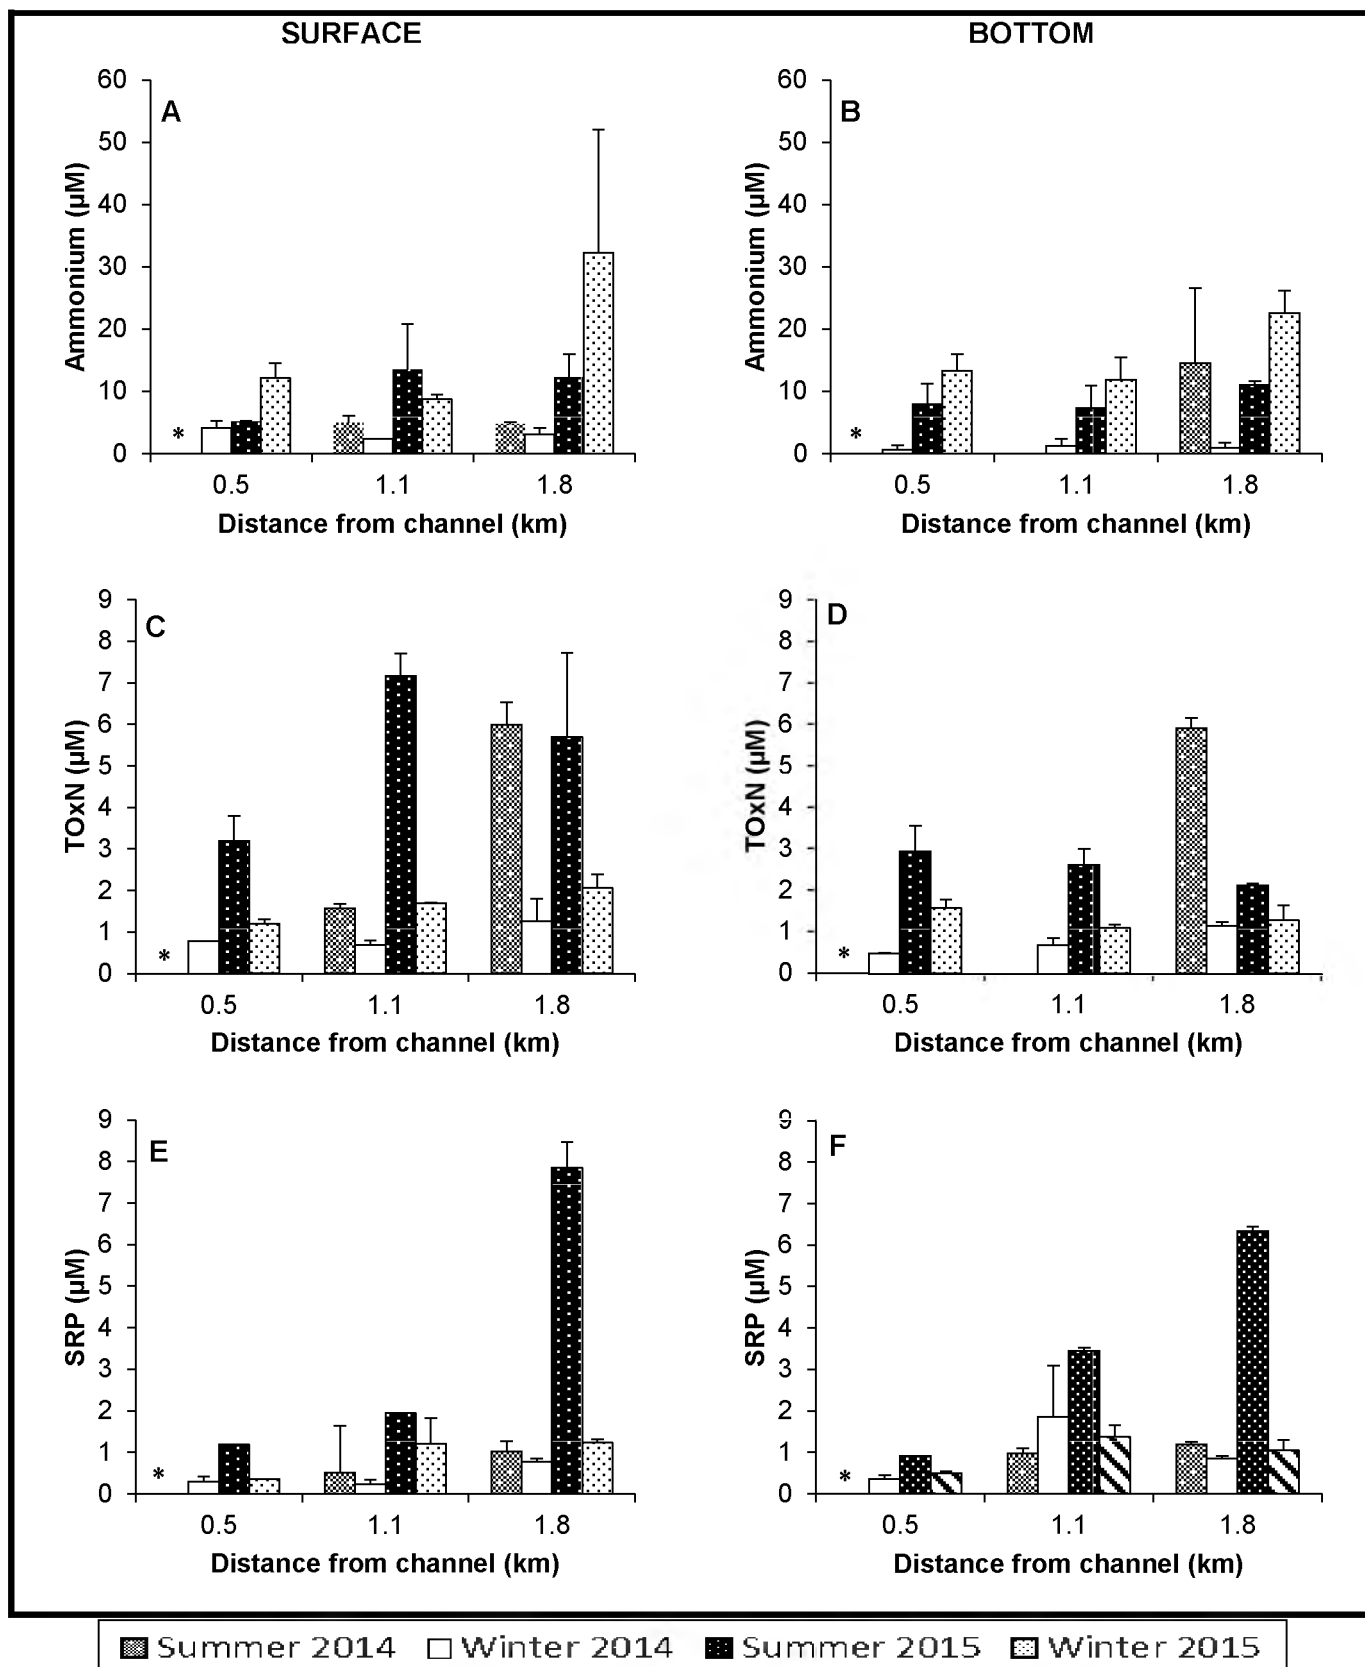 SURFACE BOTTOM
A
Ammonium (µM)
60
50
40
30
20
10
0
*
0.5 1.1 1.8
Distance from channel (km)
B
Ammonium (µM)
60
50
40
30
20
10
0
*
0.5 1.1 1.8
Distance from channel (km)
C
TOxN (µM)
9
8
7
6
5
4
3
2
1
0
*
0.5 1.1 1.8
Distance from channel (km)
D
TOxN (µM)
9
8
7
6
5
4
3
2
1
0
*
0.5 1.1 1.8
Distance from channel (km)
E
SRP (µM)
9
8
7
6
5
4
3
2
1
0
*
0.5 1.1 1.8
Distance from channel (km)
F
SRP (µM)
9
8
7
6
5
4
3
2
1
0
*
0.5 1.1 1.8
Distance from channel (km)
Summer 2014 Winter 2014 Summer 2015 Winter 2015